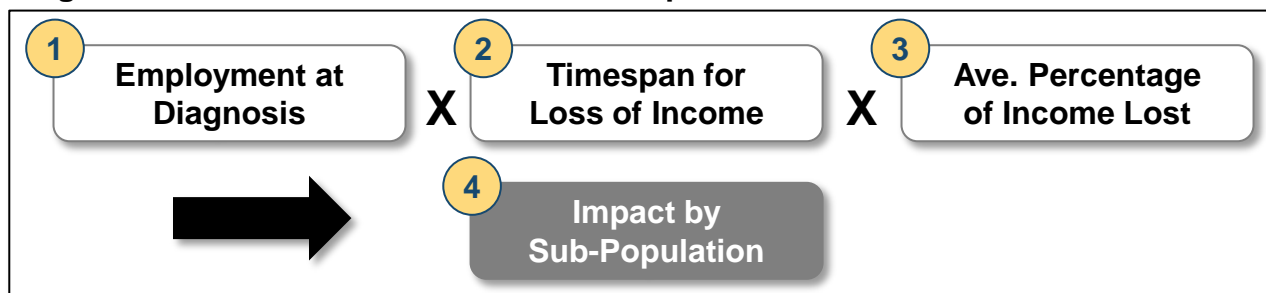 1
Employment at
Diagnosis
X
2
Timespan for
Loss of Income
X
3
Ave. Percentage
of Income Lost
4
Impact by
Sub-Population